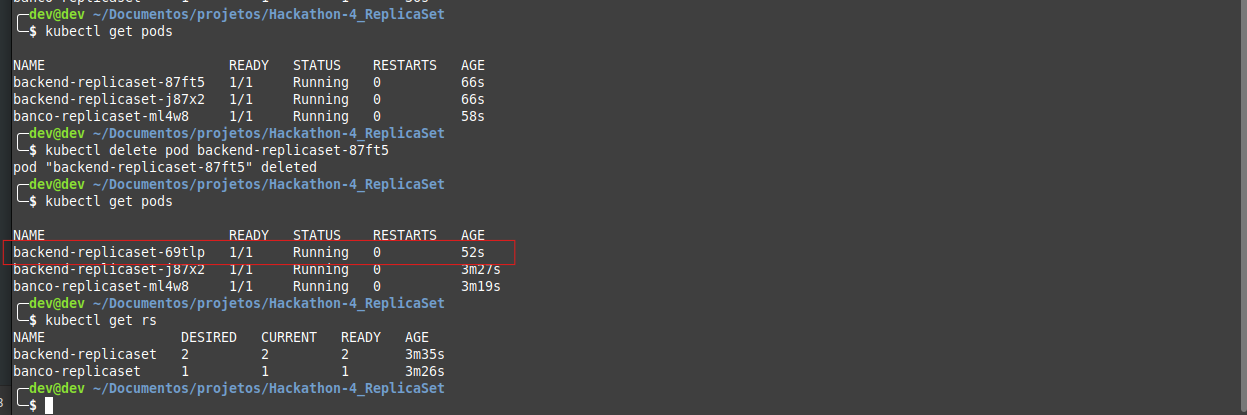 dev@dev ~/Documentos/projetos/Hackathon-4_ReplicaSet
$ kubectl get pods
NAME READY STATUS RESTARTS AGE
backend-replicaset-87ft5 1/1 Running 0 66s
backend-replicaset-j87x2 1/1 Running 0 66s
banco-replicaset-ml4w8 1/1 Running 0 58s
dev@dev ~/Documentos/projetos/Hackathon-4_ReplicaSet
$ kubectl delete pod backend-replicaset-87ft5
pod "backend-replicaset-87ft5" deleted
dev@dev ~/Documentos/projetos/Hackathon-4_ReplicaSet
$ kubectl get pods
NAME READY STATUS RESTARTS AGE
backend-replicaset-69tlp 1/1 Running 0 52s
backend-replicaset-j87x2 1/1 Running 0 3m27s
banco-replicaset-ml4w8 1/1 Running 0 3m19s
dev@dev ~/Documentos/projetos/Hackathon-4_ReplicaSet
$ kubectl get rs
NAME DESIRED CURRENT READY AGE
backend-replicaset 2 2 2 3m35s
banco-replicaset 1 1 1 3m26s
dev@dev ~/Documentos/projetos/Hackathon-4_ReplicaSet
$